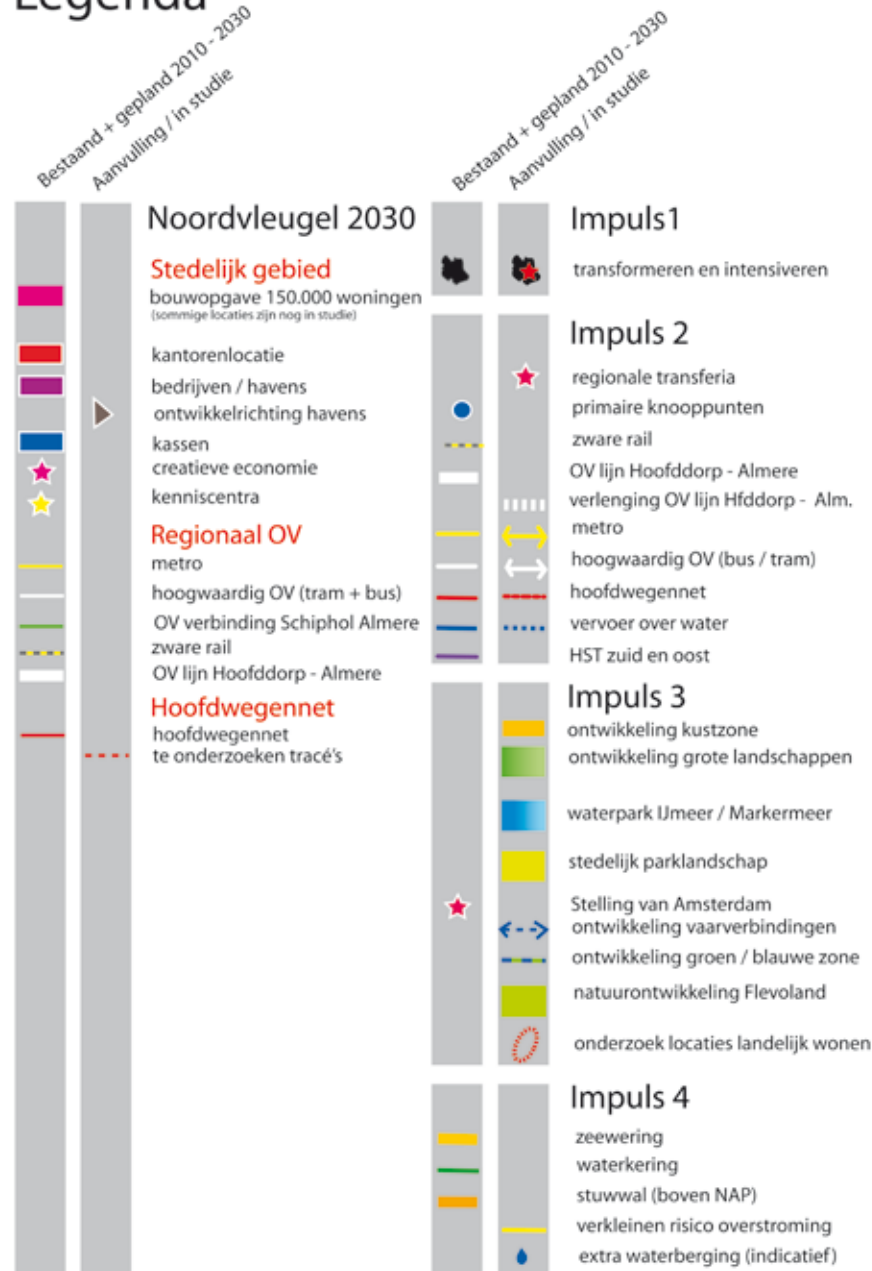 Legenda
Bestaand + gepland 2010 - 2030
Aanvulling / in studie
Noordvleugel 2030
Stedelijk gebied
bouwopgave 150.000 woningen
(sommige locaties zijn nog in studie)
kantorenlocatie
bedrijven / havens
ontwikkelrichting havens
kassen
creatieve economie
kenniscentra
Regionaal OV
metro
hoogwaardig OV (tram + bus)
OV verbinding Schiphol Almere
zware rail
OV lijn Hoofddorp - Almere
Hoofdwegennet
hoofdwegennet
te onderzoeken tracé's
Bestaand + gepland 2010 - 2030
Aanvulling / in studie
Impuls1
transformeren en intensiveren
Impuls 2
regionale transferia
primaire knooppunten
zware rail
OV lijn Hoofddorp - Almere
verlenging OV lijn Hfddorp - Alm.
metro
hoogwaardig OV (bus / tram)
hoofdwegennet
vervoer over water
HST zuid en oost
Impuls 3
ontwikkeling kustzone
ontwikkeling grote landschappen
waterpark IJmeer / Markermeer
stedelijk parklandschap
Stelling van Amsterdam
ontwikkeling vaarverbindingen
ontwikkeling groen / blauwe zone
natuurontwikkeling Flevoland
onderzoek locaties landelijk wonen
Impuls 4
zeewering
waterkering
stuwwal (boven NAP)
verkleinen risico overstroming
extra waterberging (indicatief)